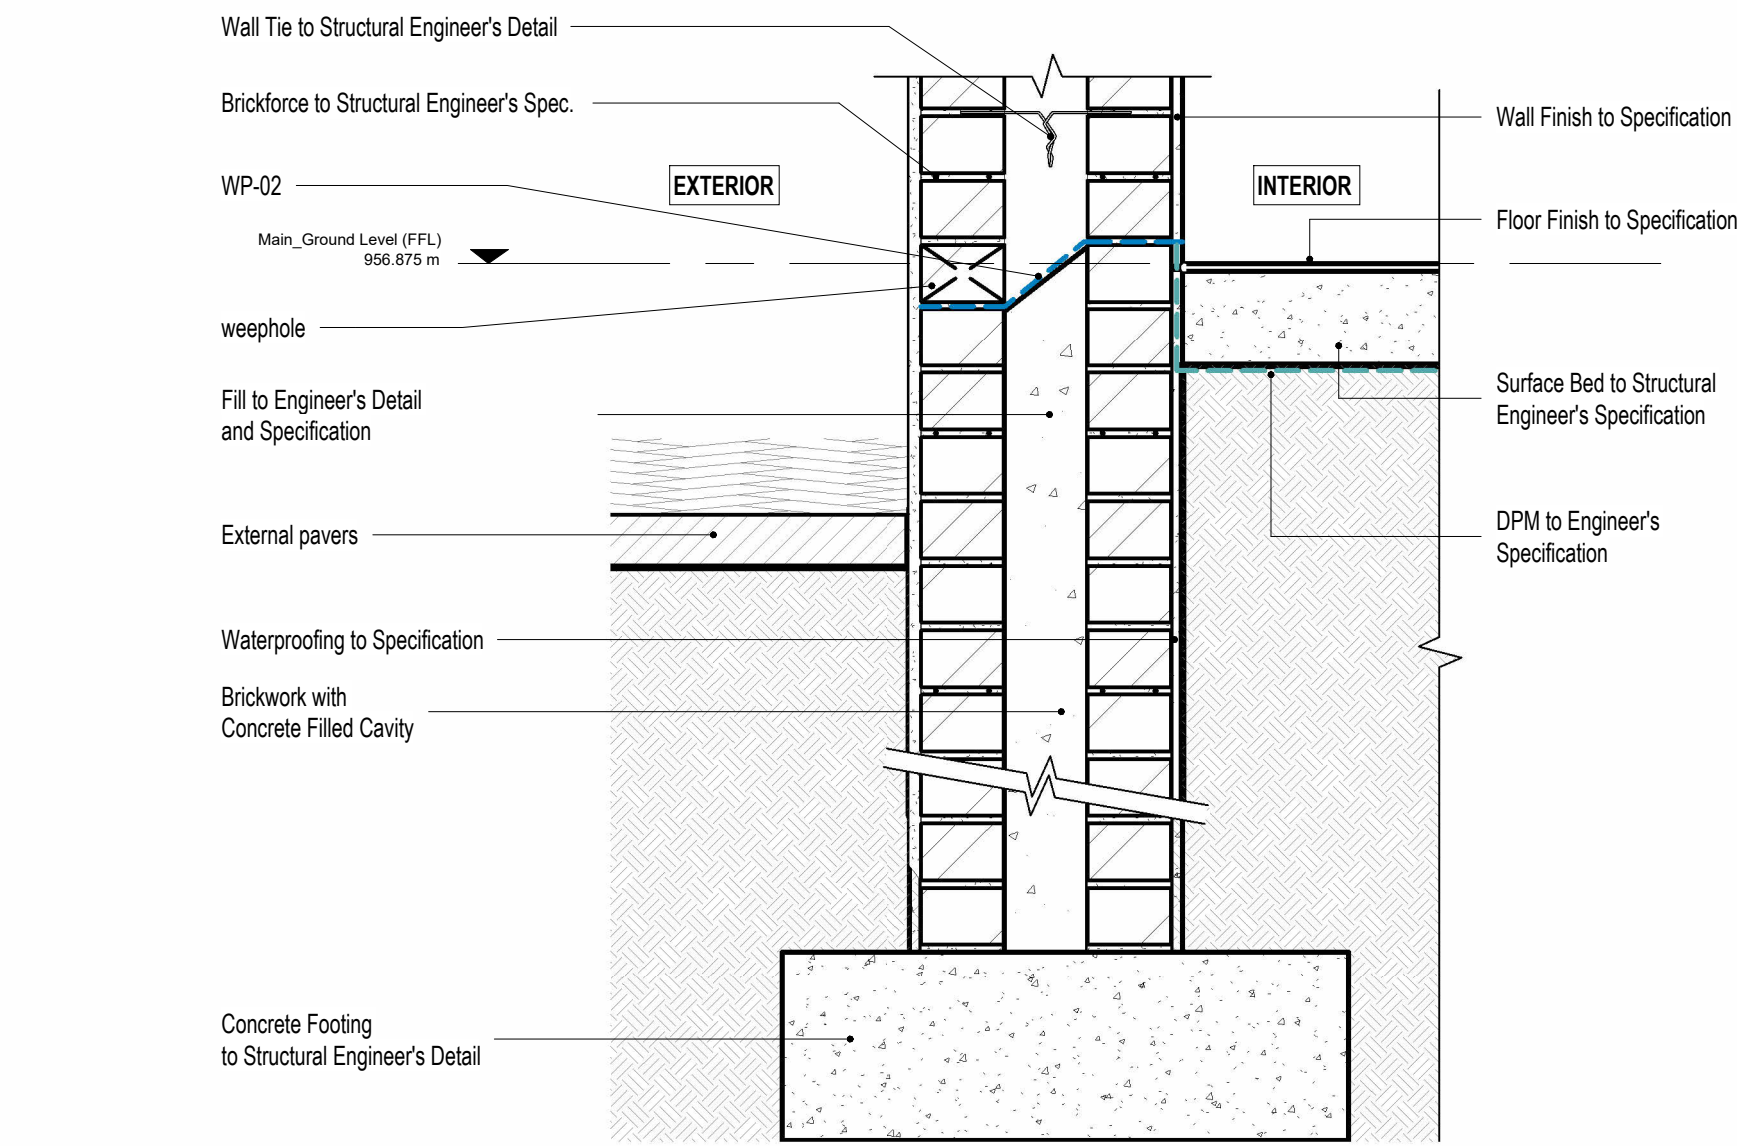 Wall Tie to Structural Engineer's Detail
Brickforce to Structural Engineer's Spec.
WP-02
EXTERIOR
Main_Ground Level (FFL)
956.875 m
weephole
Fill to Engineer's Detail
and Specification
External pavers
Waterproofing to Specification
Brickwork with
Concrete Filled Cavity
Concrete Footing
to Structural Engineer's Detail
Wall Finish to Specification
INTERIOR
Floor Finish to Specification
Surface Bed to Structural
Engineer's Specification
DPM to Engineer's
Specification